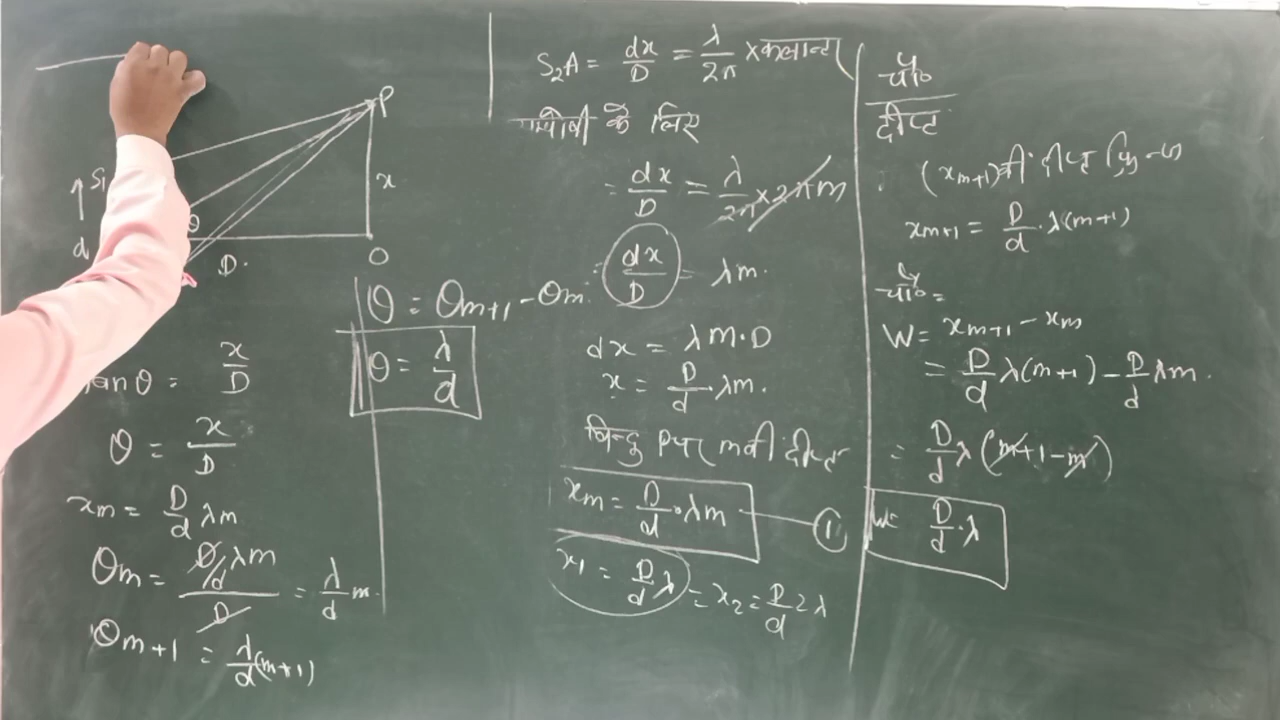 P
S₁
x
d
θ
D.
O
tanθ = x/D
θ = x/D
xm = D/d λm
θm = (D/d λm)/D = λ/d m.
θm+1 = λ/d (m+1)
θ = θm+1 - θm.
θ = λ/d
S₂A = dx/D = λ/2π × कलान्तर
के लिए
= dx/D = λ/2π × 2πm
= dx/D = λm.
dx = λm·D
x = D/d·λm.
बिन्दु P पर mवी दीप्त
xm = D/d·λm — ①
x₁ = D/d λ = x₂ = D/d 2λ
चौ०
दीप्त
(xm+1)वी दीप्त
xm+1 = D/d·λ(m+1)
चौ० =
W = xm+1 - xm
= D/d λ(m+1) - D/d λm.
= D/d λ(m+1-m)
W = D/d·λ